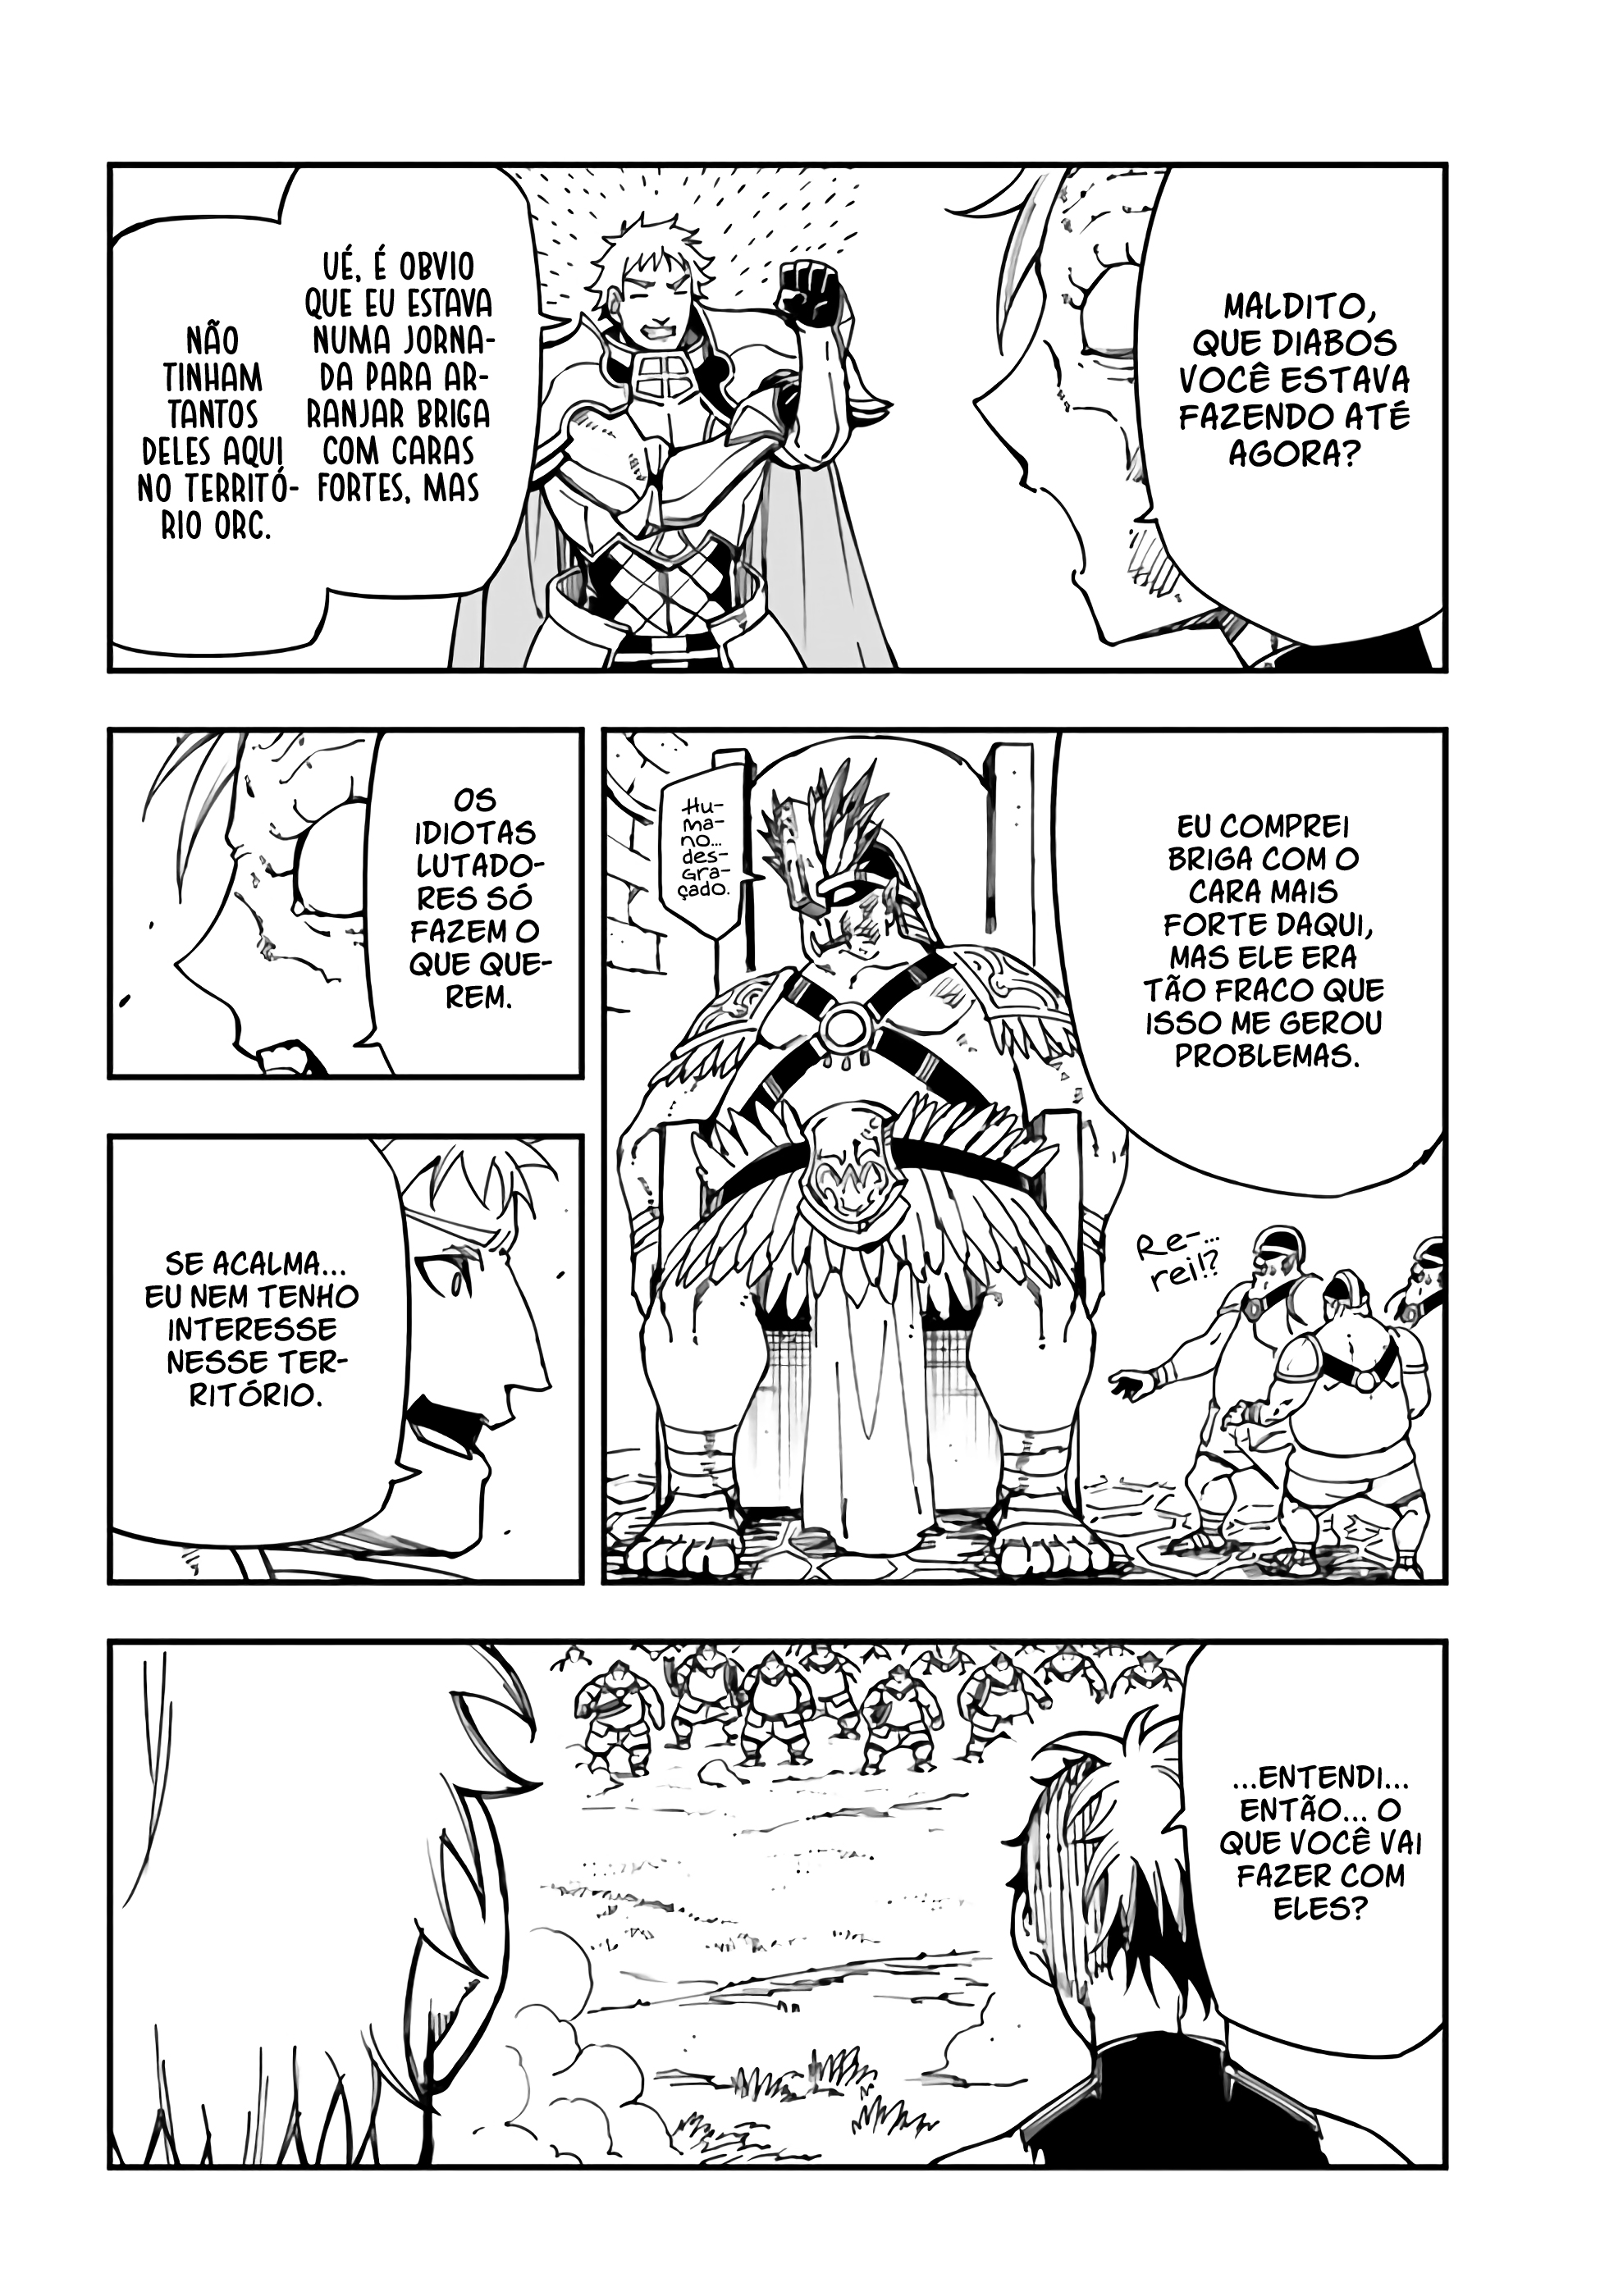 MALDITO,
QUE DIABOS
VOCÊ ESTAVA
FAZENDO ATÉ
AGORA?
UÉ, É OBVIO
QUE EU ESTAVA
NUMA JORNA-
DA PARA AR-
RANJAR BRIGA
COM CARAS
FORTES, MAS
NÃO
TINHAM
TANTOS
DELES AQUI
NO TERRITÓ-
RIO ORC.
EU COMPREI
BRIGA COM O
CARA MAIS
FORTE DAQUI,
MAS ELE ERA
TÃO FRACO QUE
ISSO ME GEROU
PROBLEMAS.
Hu-
ma-
no...
des-
gra-
çado.
Re-...
rei!?
OS
IDIOTAS
LUTADO-
RES SÓ
FAZEM O
QUE QUE-
REM.
SE ACALMA...
EU NEM TENHO
INTERESSE
NESSE TER-
RITÓRIO.
...ENTENDI...
ENTÃO... O
QUE VOCÊ VAI
FAZER COM
ELES?